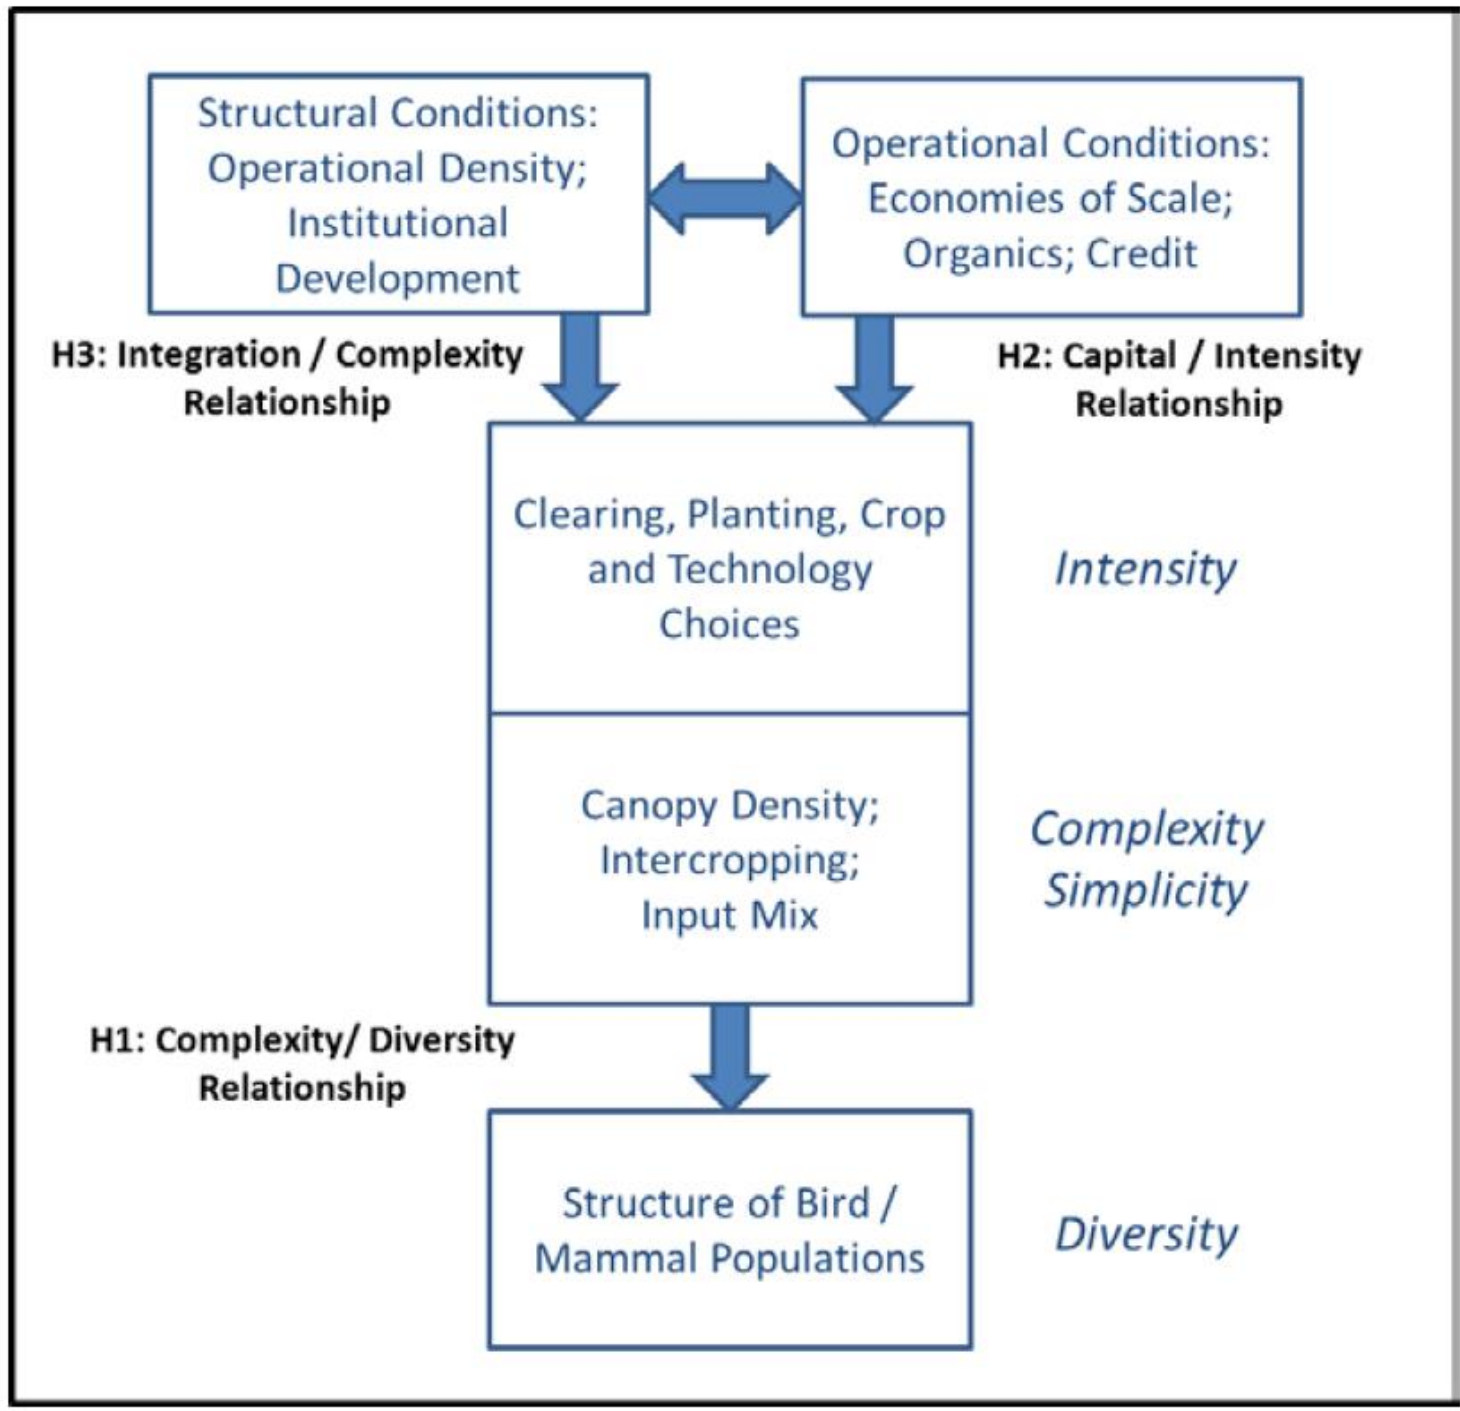 Structural Conditions:
Operational Density;
Institutional
Development
Operational Conditions:
Economies of Scale;
Organics; Credit
H3: Integration / Complexity
Relationship
H2: Capital / Intensity
Relationship
Clearing, Planting, Crop
and Technology
Choices
Intensity
Canopy Density;
Intercropping;
Input Mix
Complexity
Simplicity
H1: Complexity/ Diversity
Relationship
Structure of Bird /
Mammal Populations
Diversity